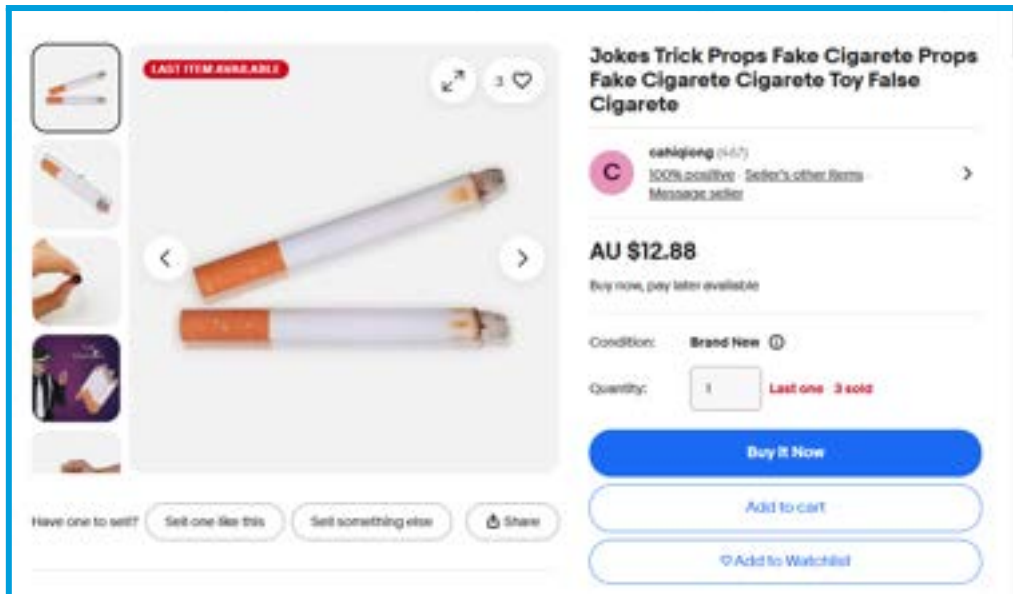 LAST ITEM AVAILABLE
3
Jokes Trick Props Fake Cigarete Props
Fake Cigarete Cigarete Toy False
Cigarete
C
cahiqiong (467)
100% positive · Seller's other items ·
Message seller
AU $12.88
Buy now, pay later available
Condition: Brand New
Quantity: 1 Last one 3 sold
Buy It Now
Add to cart
Add to Watchlist
Have one to sell? Sell one like this Sell something else Share